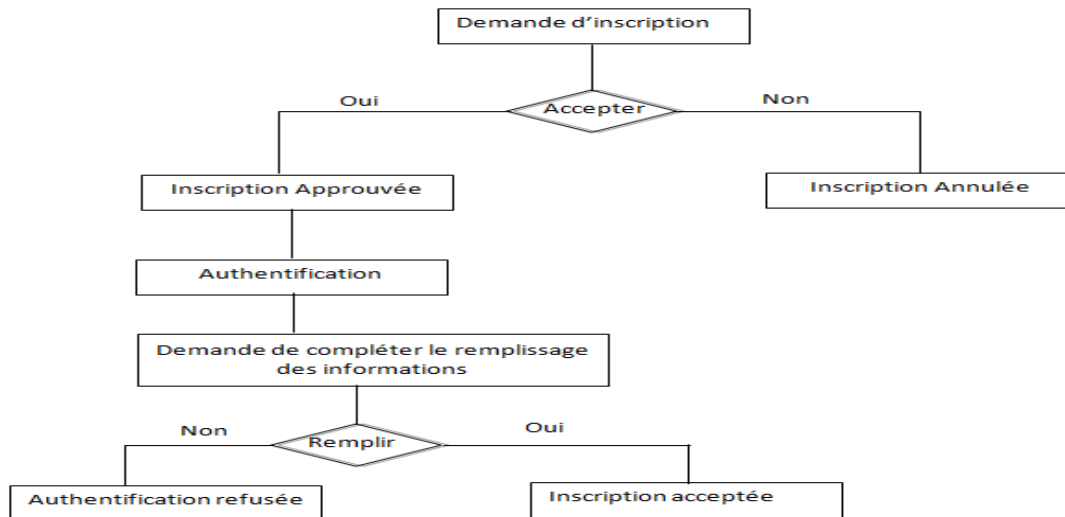 Demande d'inscription
Oui
Accepter
Non
Inscription Approuvée
Inscription Annulée
Authentification
Demande de compléter le remplissage
des informations
Non
Remplir
Oui
Authentification refusée
Inscription acceptée